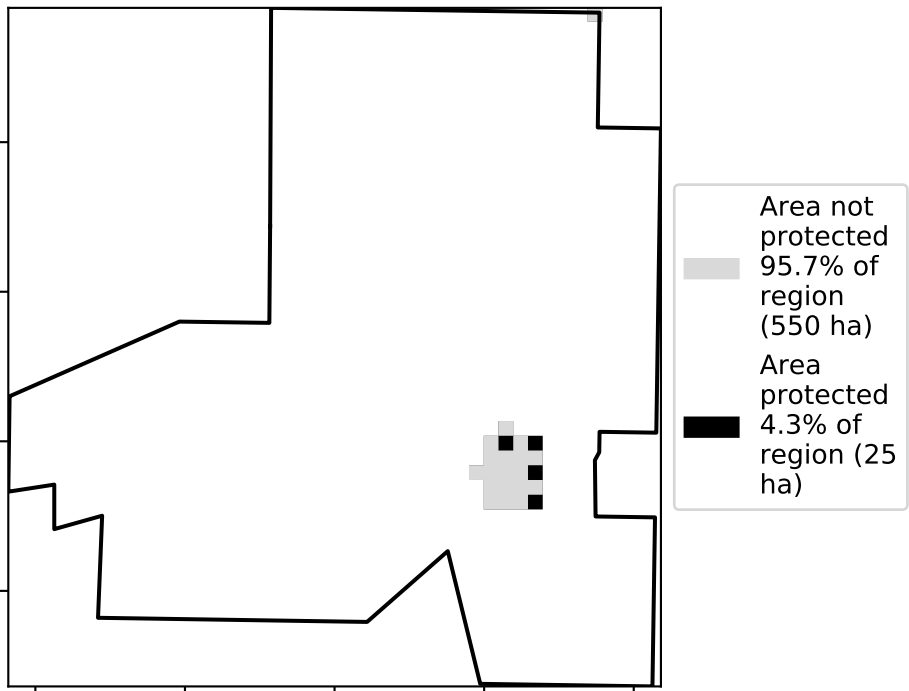 Area not
protected
95.7% of
region
(550 ha)
Area
protected
4.3% of
region (25
ha)